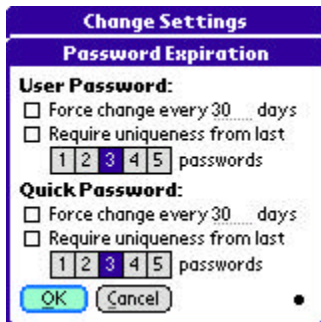 Change Settings
Password Expiration
User Password:
Force change every 30 days
Require uniqueness from last
1 2 3 4 5 passwords
Quick Password:
Force change every 30 days
Require uniqueness from last
1 2 3 4 5 passwords
OK Cancel